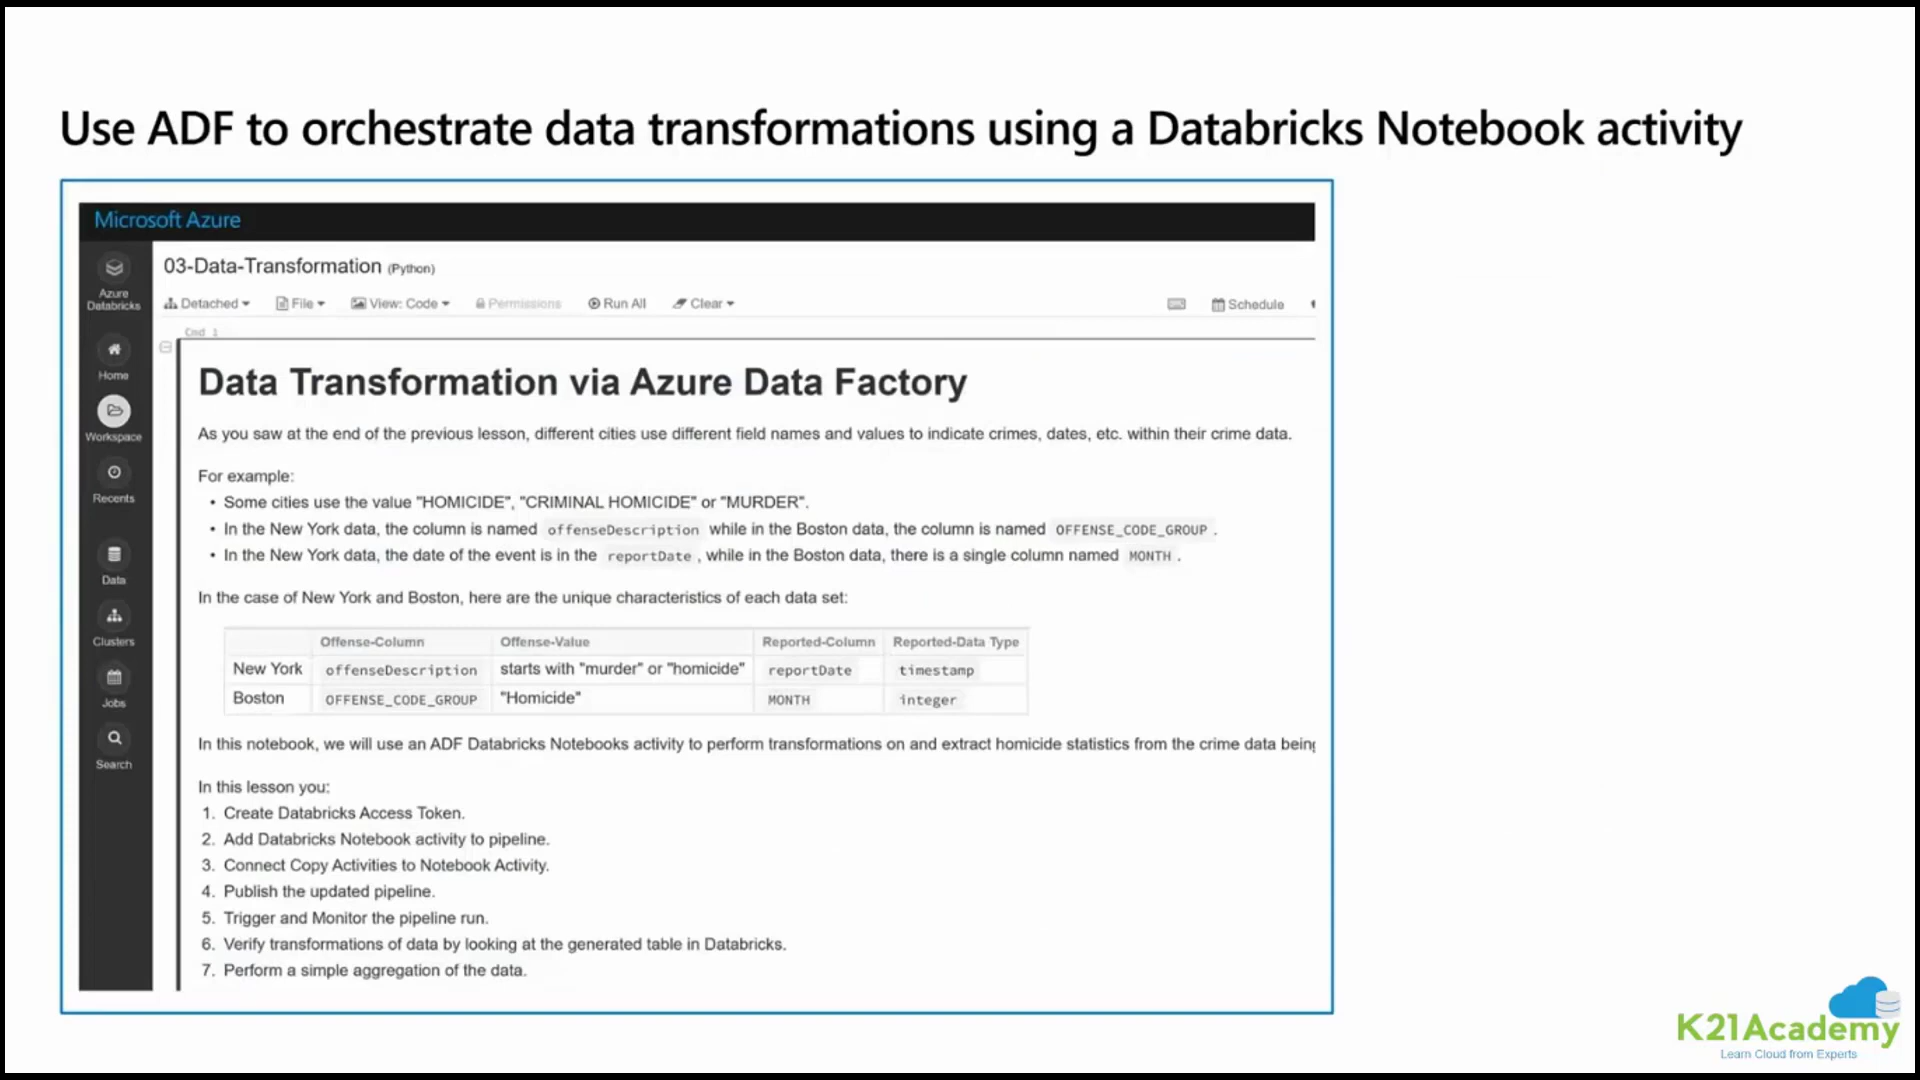 Use ADF to orchestrate data transformations using a Databricks Notebook activity
Microsoft Azure
Azure
Databricks
Home
Workspace
Recents
Data
Clusters
Jobs
Search
03-Data-Transformation (Python)
Detached File View: Code Permissions Run All Clear Schedule
Cmd 1
Data Transformation via Azure Data Factory
As you saw at the end of the previous lesson, different cities use different field names and values to indicate crimes, dates, etc. within their crime data.
For example:
• Some cities use the value "HOMICIDE", "CRIMINAL HOMICIDE" or "MURDER".
• In the New York data, the column is named offenseDescription while in the Boston data, the column is named OFFENSE_CODE_GROUP .
• In the New York data, the date of the event is in the reportDate , while in the Boston data, there is a single column named MONTH .
In the case of New York and Boston, here are the unique characteristics of each data set:
Offense-Column Offense-Value Reported-Column Reported-Data Type
New York offenseDescription starts with "murder" or "homicide" reportDate timestamp
Boston OFFENSE_CODE_GROUP "Homicide" MONTH integer
In this notebook, we will use an ADF Databricks Notebooks activity to perform transformations on and extract homicide statistics from the crime data being
In this lesson you:
1. Create Databricks Access Token.
2. Add Databricks Notebook activity to pipeline.
3. Connect Copy Activities to Notebook Activity.
4. Publish the updated pipeline.
5. Trigger and Monitor the pipeline run.
6. Verify transformations of data by looking at the generated table in Databricks.
7. Perform a simple aggregation of the data.
K21Academy
Learn Cloud from Experts